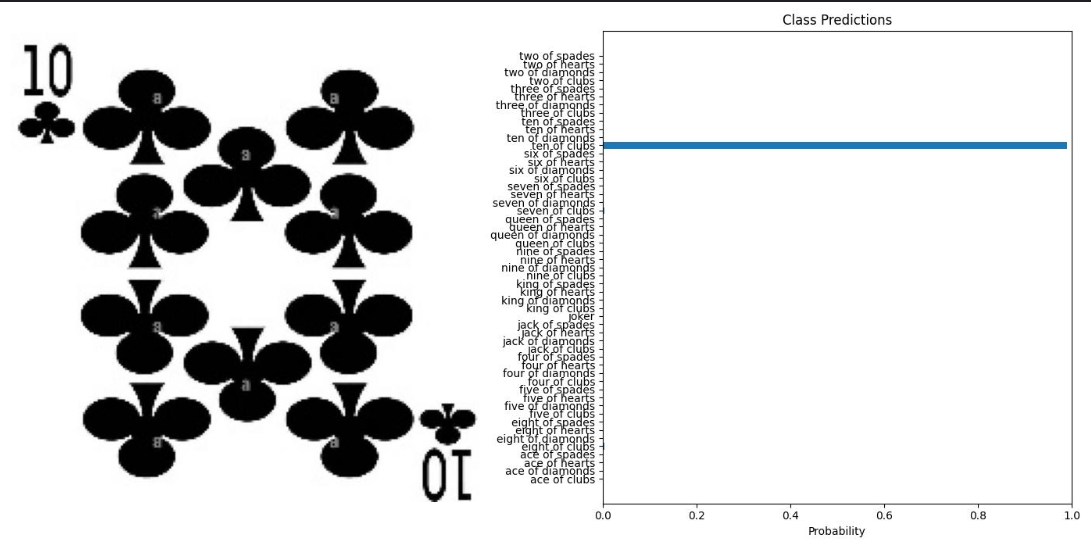 10
a a
a
a a
a a
a
a a
10
Class Predictions
two of spades
two of hearts
two of diamonds
two of clubs
three of spades
three of hearts
three of diamonds
three of clubs
ten of spades
ten of hearts
ten of diamonds
ten of clubs
six of spades
six of hearts
six of diamonds
six of clubs
seven of spades
seven of hearts
seven of diamonds
seven of clubs
queen of spades
queen of hearts
queen of diamonds
queen of clubs
nine of spades
nine of hearts
nine of diamonds
nine of clubs
king of spades
king of hearts
king of diamonds
king of clubs
joker
jack of spades
jack of hearts
jack of diamonds
jack of clubs
four of spades
four of hearts
four of diamonds
four of clubs
five of spades
five of hearts
five of diamonds
five of clubs
eight of spades
eight of hearts
eight of diamonds
eight of clubs
ace of spades
ace of hearts
ace of diamonds
ace of clubs
0.0 0.2 0.4 0.6 0.8 1.0
Probability